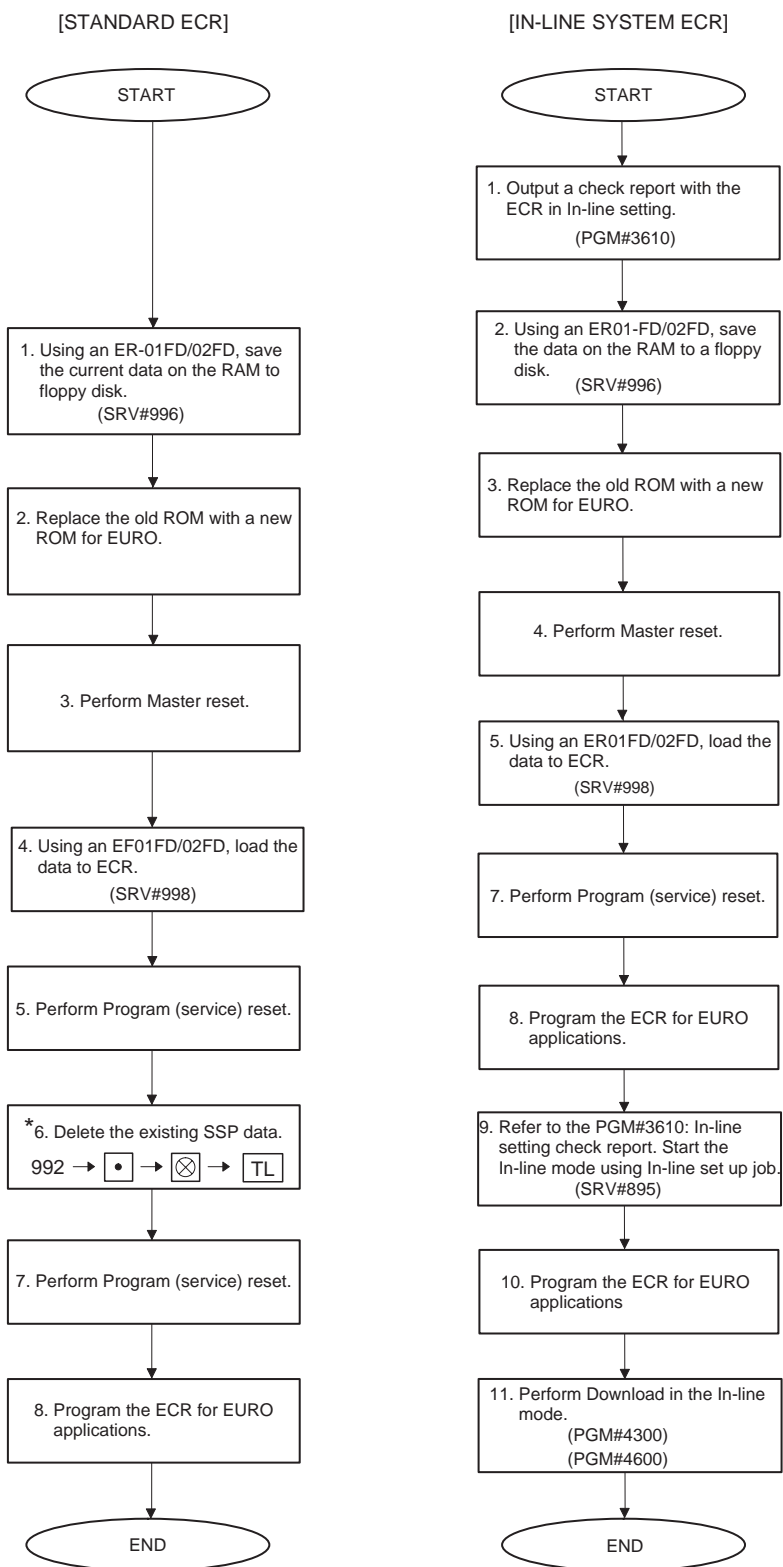 [STANDARD ECR]
START
1. Using an ER-01FD/02FD, save
the current data on the RAM to
floppy disk.
(SRV#996)
2. Replace the old ROM with a new
ROM for EURO.
3. Perform Master reset.
4. Using an EF01FD/02FD, load the
data to ECR.
(SRV#998)
5. Perform Program (service) reset.
*6. Delete the existing SSP data.
992 → • → ⊗ → TL
7. Perform Program (service) reset.
8. Program the ECR for EURO
applications.
END
[IN-LINE SYSTEM ECR]
START
1. Output a check report with the
ECR in In-line setting.
(PGM#3610)
2. Using an ER01-FD/02FD, save
the data on the RAM to a floppy
disk.
(SRV#996)
3. Replace the old ROM with a new
ROM for EURO.
4. Perform Master reset.
5. Using an ER01FD/02FD, load the
data to ECR.
(SRV#998)
7. Perform Program (service) reset.
8. Program the ECR for EURO
applications.
9. Refer to the PGM#3610: In-line
setting check report. Start the
In-line mode using In-line set up job.
(SRV#895)
10. Program the ECR for EURO
applications
11. Perform Download in the In-line
mode.
(PGM#4300)
(PGM#4600)
END